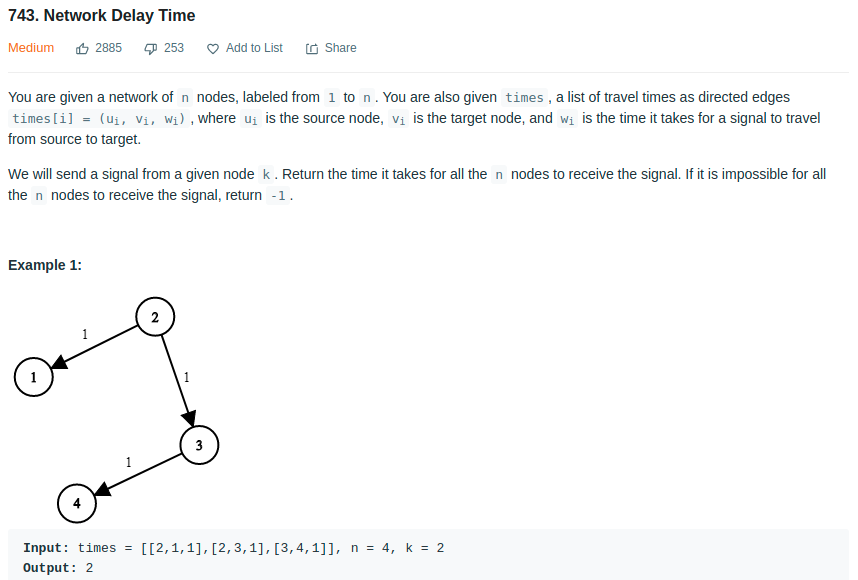 743. Network Delay Time
Medium 2885 253 Add to List Share
You are given a network of n nodes, labeled from 1 to n. You are also given times, a list of travel times as directed edges
times[i] = (ui, vi, wi), where ui is the source node, vi is the target node, and wi is the time it takes for a signal to travel
from source to target.
We will send a signal from a given node k. Return the time it takes for all the n nodes to receive the signal. If it is impossible for all
the n nodes to receive the signal, return -1.
Example 1:
2
1
1
1
3
1
4
Input: times = [[2,1,1],[2,3,1],[3,4,1]], n = 4, k = 2
Output: 2